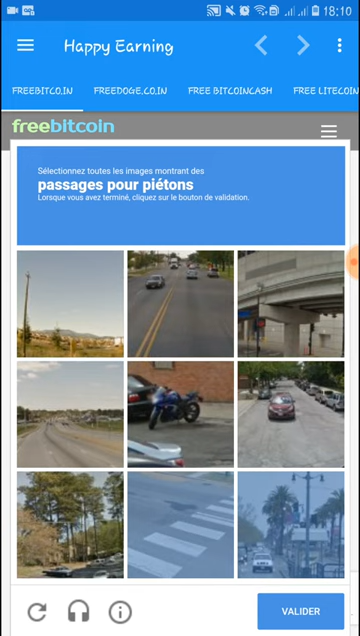 18:10
Happy Earning
FREEBITCO.IN FREEDOGE.CO.IN FREE BITCOINCASH FREE LITECOIN
freebitcoin
Sélectionnez toutes les images montrant des
passages pour piétons
Lorsque vous avez terminé, cliquez sur le bouton de validation.
VALIDER